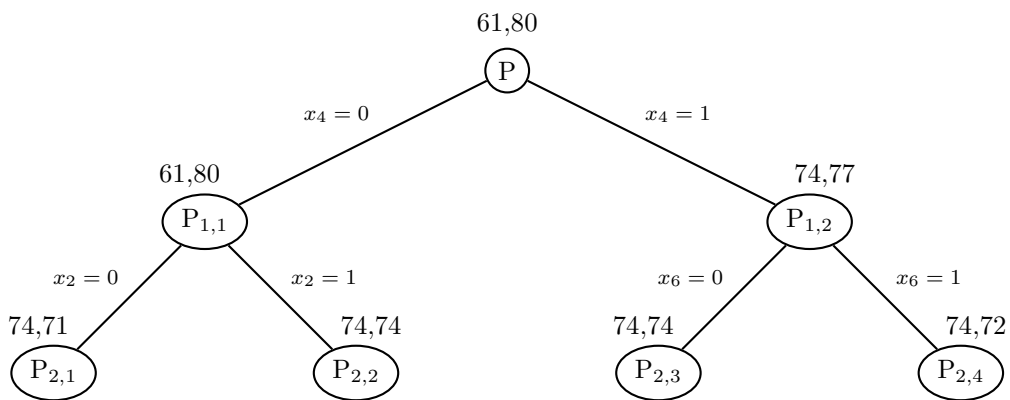 61,80
P
x₄ = 0
x₄ = 1
61,80
74,77
P₁,₁
P₁,₂
x₂ = 0
x₂ = 1
x₆ = 0
x₆ = 1
74,71
74,74
74,74
74,72
P₂,₁
P₂,₂
P₂,₃
P₂,₄